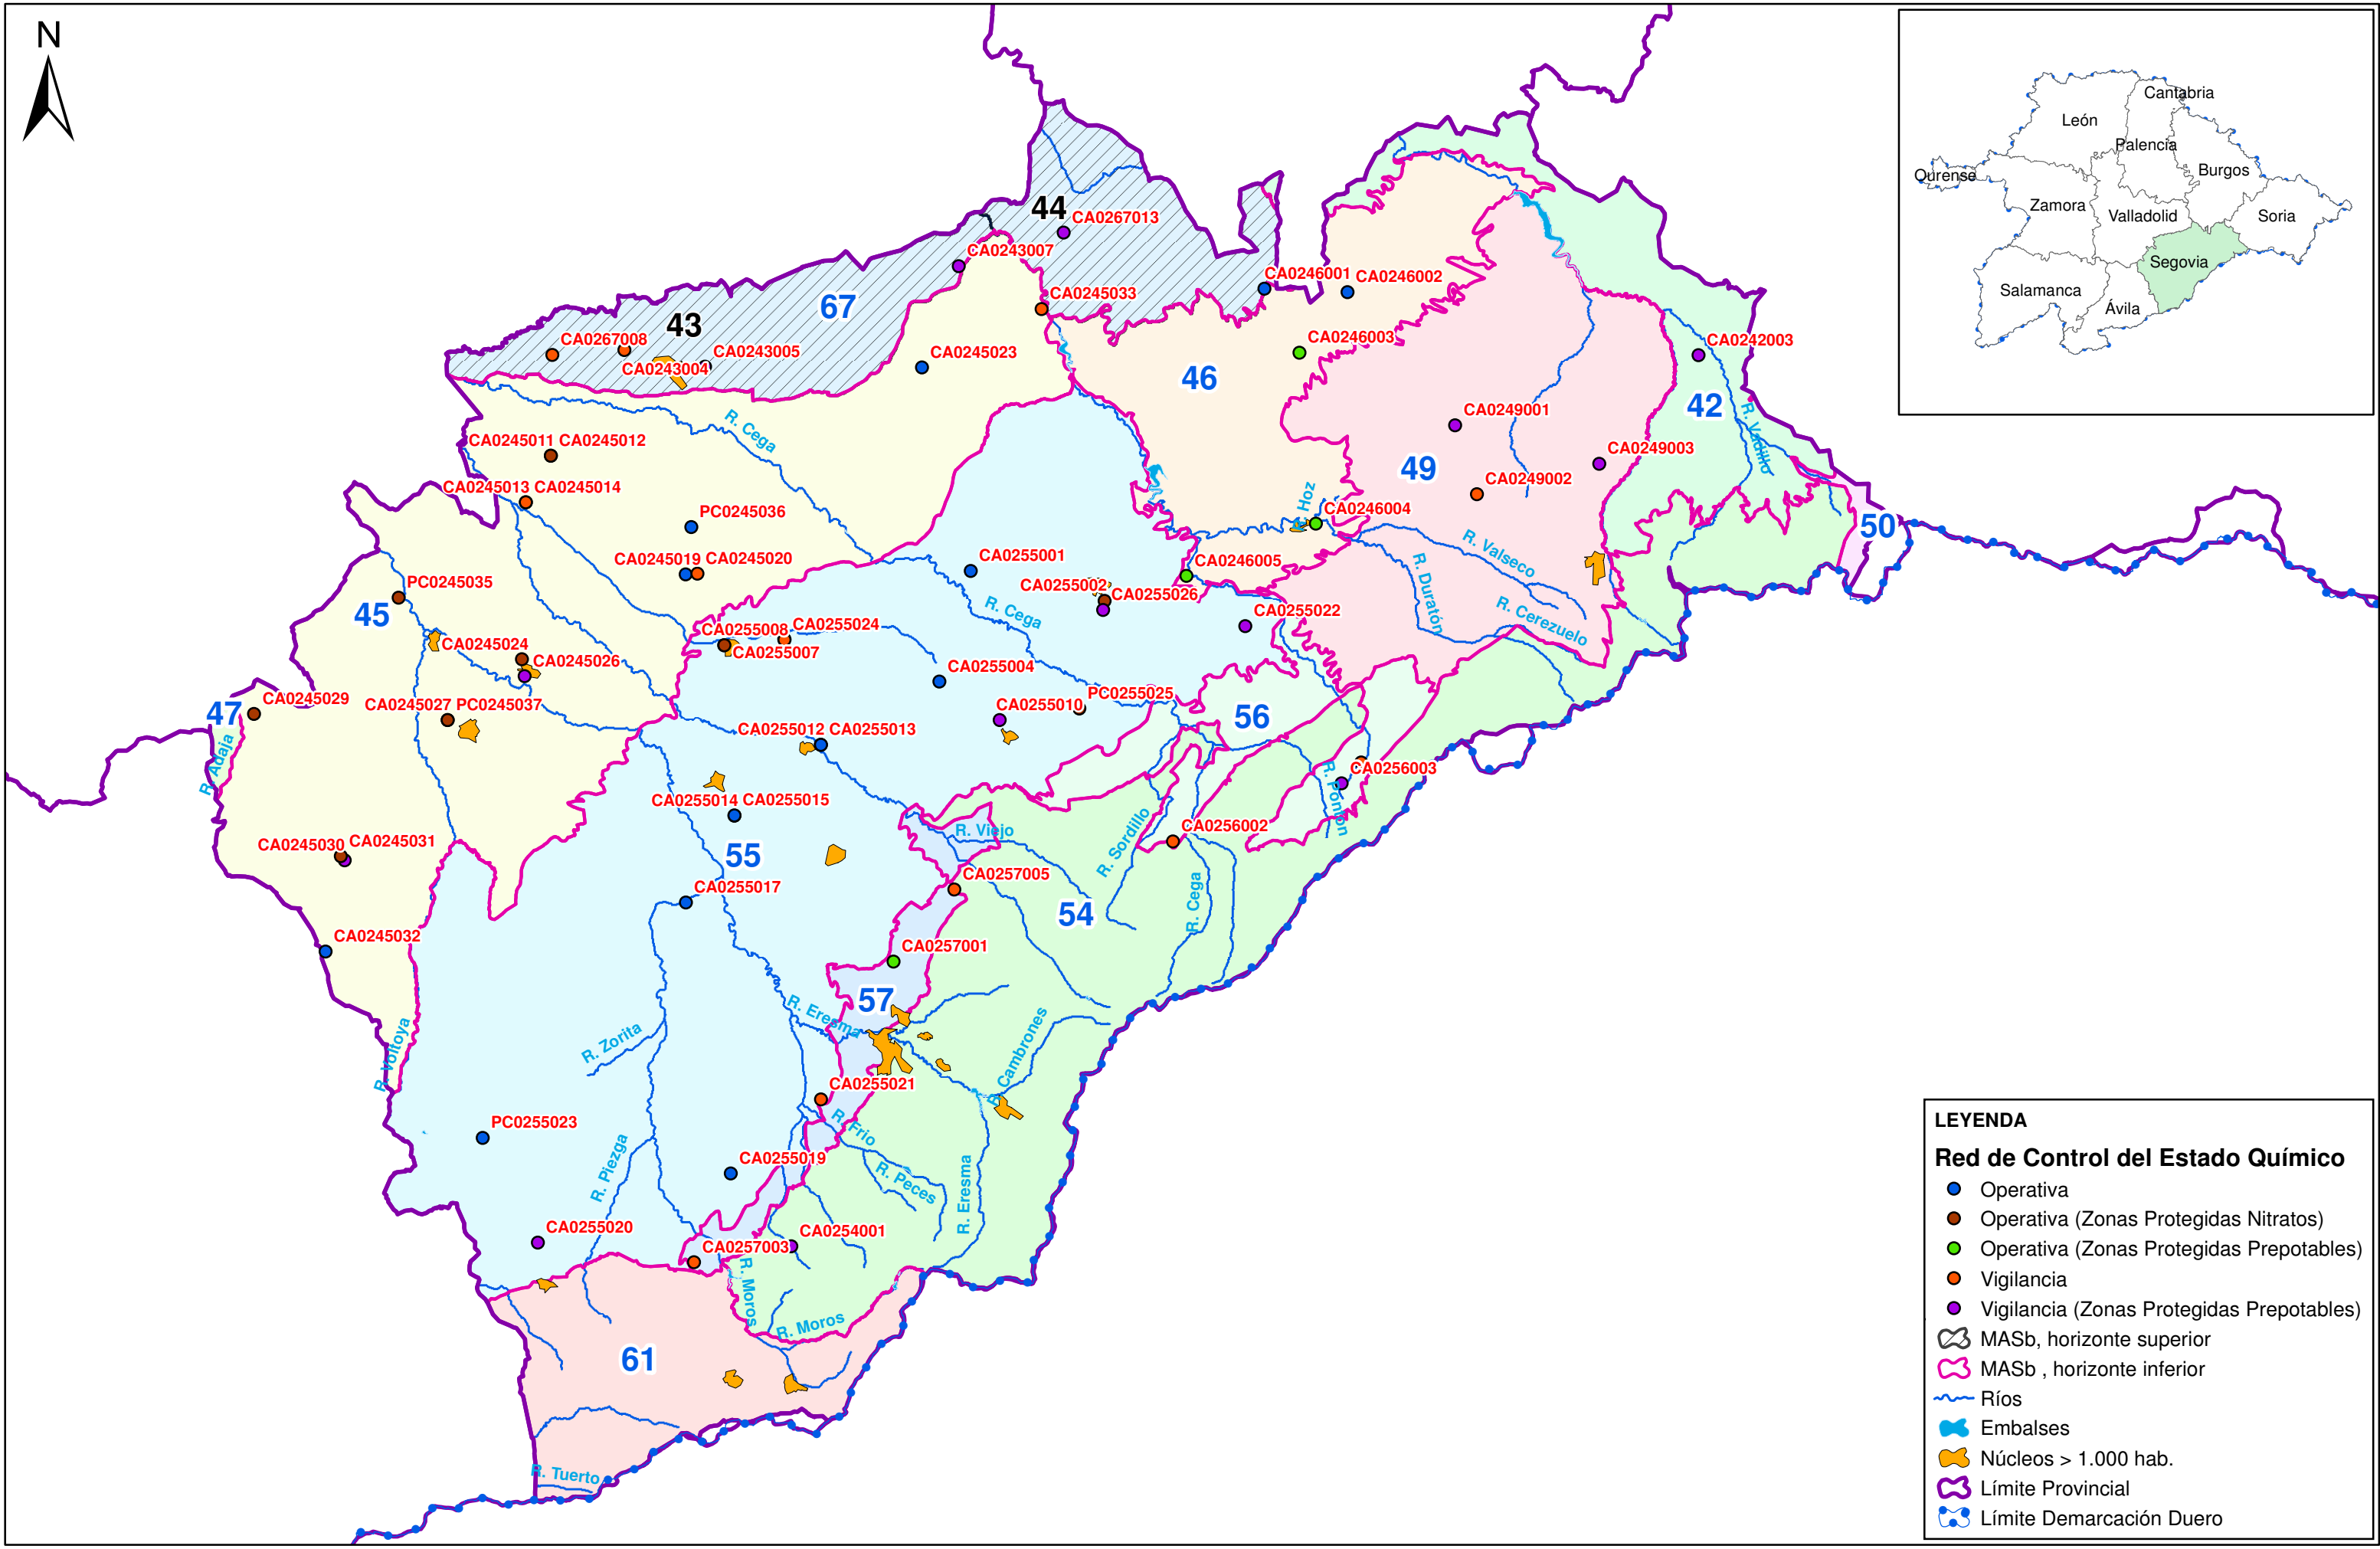 N
44
CA0267013
CA0243007
67
43
CA0245033
CA0246001 CA0246002
CA0267008
CA0243005
CA0243004
CA0245023
CA0246003
46
CA0242003
42
R. Vadillo
R. Cega
CA0249001
CA0245011 CA0245012
CA0249003
49
CA0249002
CA0245013 CA0245014
R. Hoz
CA0246004
PC0245036
50
R. Valseco
CA0245019 CA0245020
CA0255001
CA0246005
R. Duratón
PC0245035
45
CA0255002
CA0255026
R. Cega
CA0255022
R. Cerezuelo
CA0255008
CA0255024
CA0255007
CA0245024
CA0245026
CA0255004
CA0245029
47
CA0245027 PC0245037
PC0255025
CA0255010
56
CA0255012 CA0255013
R. Adaja
CA0256003
R. Pontón
CA0255014 CA0255015
CA0256002
R. Viejo
R. Sordillo
CA0245030
CA0245031
55
CA0257005
CA0255017
R. Cega
54
CA0245032
CA0257001
57
R. Eresma
R. Zorita
R. Voltoya
R. Cambrones
CA0255021
R. Frio
PC0255023
R. Piezga
CA0255019
R. Peces
R. Eresma
CA0255020
CA0254001
CA0257003
R. Moros
R. Moros
61
R. Tuerto
Cantabria
León
Palencia
Burgos
Ourense
Zamora
Valladolid
Soria
Segovia
Salamanca
Ávila
LEYENDA
Red de Control del Estado Químico
Operativa
Operativa (Zonas Protegidas Nitratos)
Operativa (Zonas Protegidas Prepotables)
Vigilancia
Vigilancia (Zonas Protegidas Prepotables)
MASb, horizonte superior
MASb , horizonte inferior
Ríos
Embalses
Núcleos > 1.000 hab.
Límite Provincial
Límite Demarcación Duero